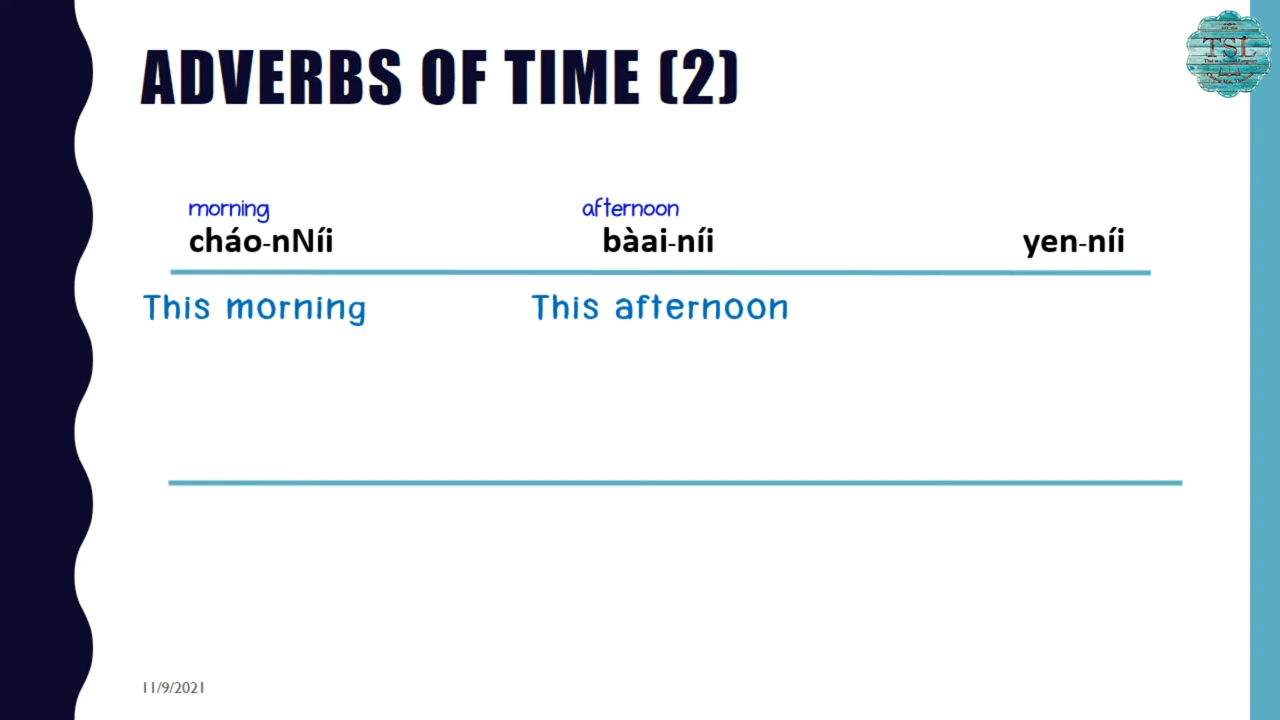 ADVERBS OF TIME (2)
TSL
morning afternoon
cháo-nNíi bàai-níi yen-níi
This morning This afternoon
11/9/2021